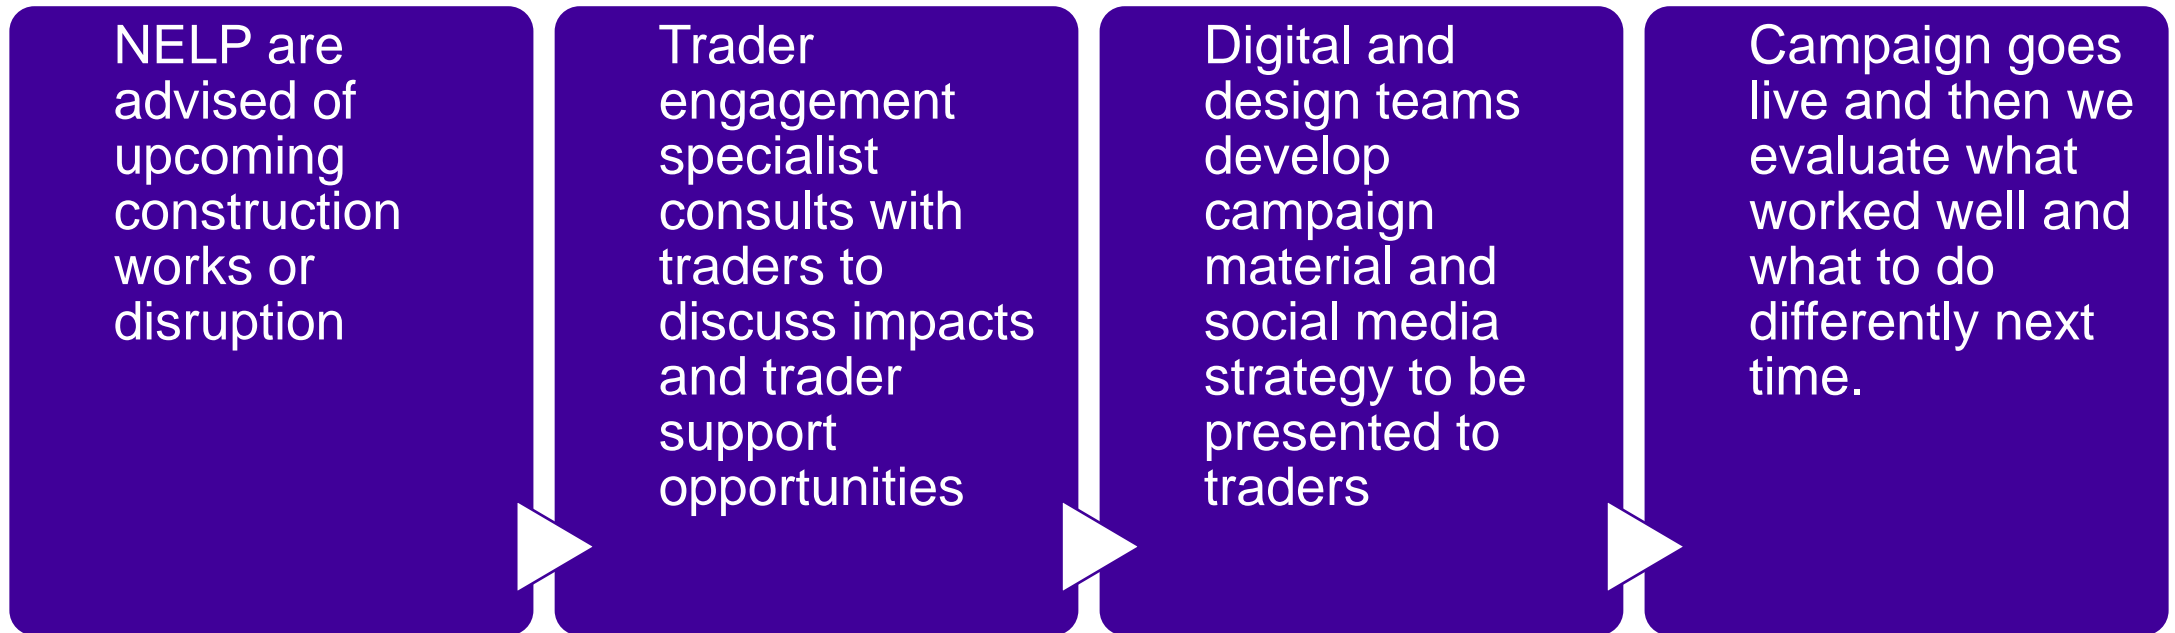 NELP are
advised of
upcoming
construction
works or
disruption
Trader
engagement
specialist
consults with
traders to
discuss impacts
and trader
support
opportunities
Digital and
design teams
develop
campaign
material and
social media
strategy to be
presented to
traders
Campaign goes
live and then we
evaluate what
worked well and
what to do
differently next
time.